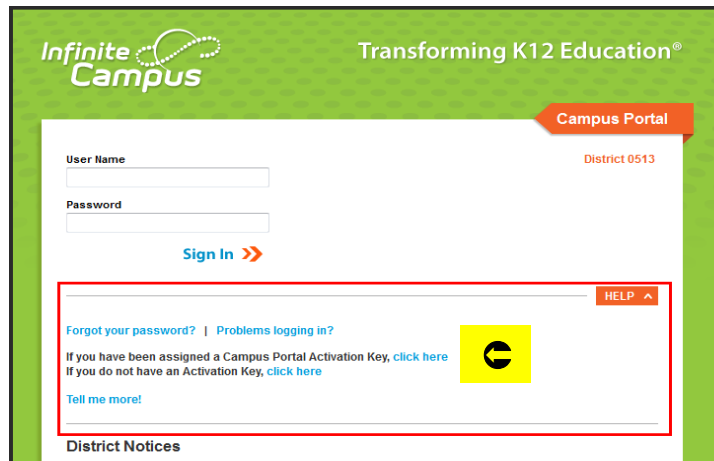 Infinite
Campus
Transforming K12 Education®
Campus Portal
District 0513
User Name
Password
Sign In
HELP
Forgot your password? | Problems logging in?
If you have been assigned a Campus Portal Activation Key, click here
If you do not have an Activation Key, click here
Tell me more!
District Notices